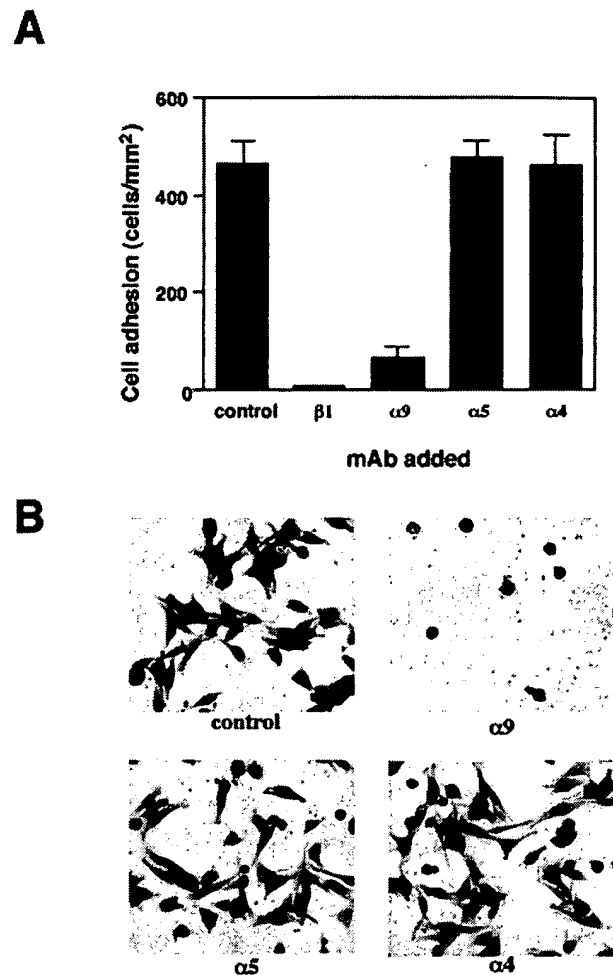 A
Cell adhesion (cells/mm²)
600
400
200
0
control β1 α9 α5 α4
mAb added
B
control α9
α5 α4